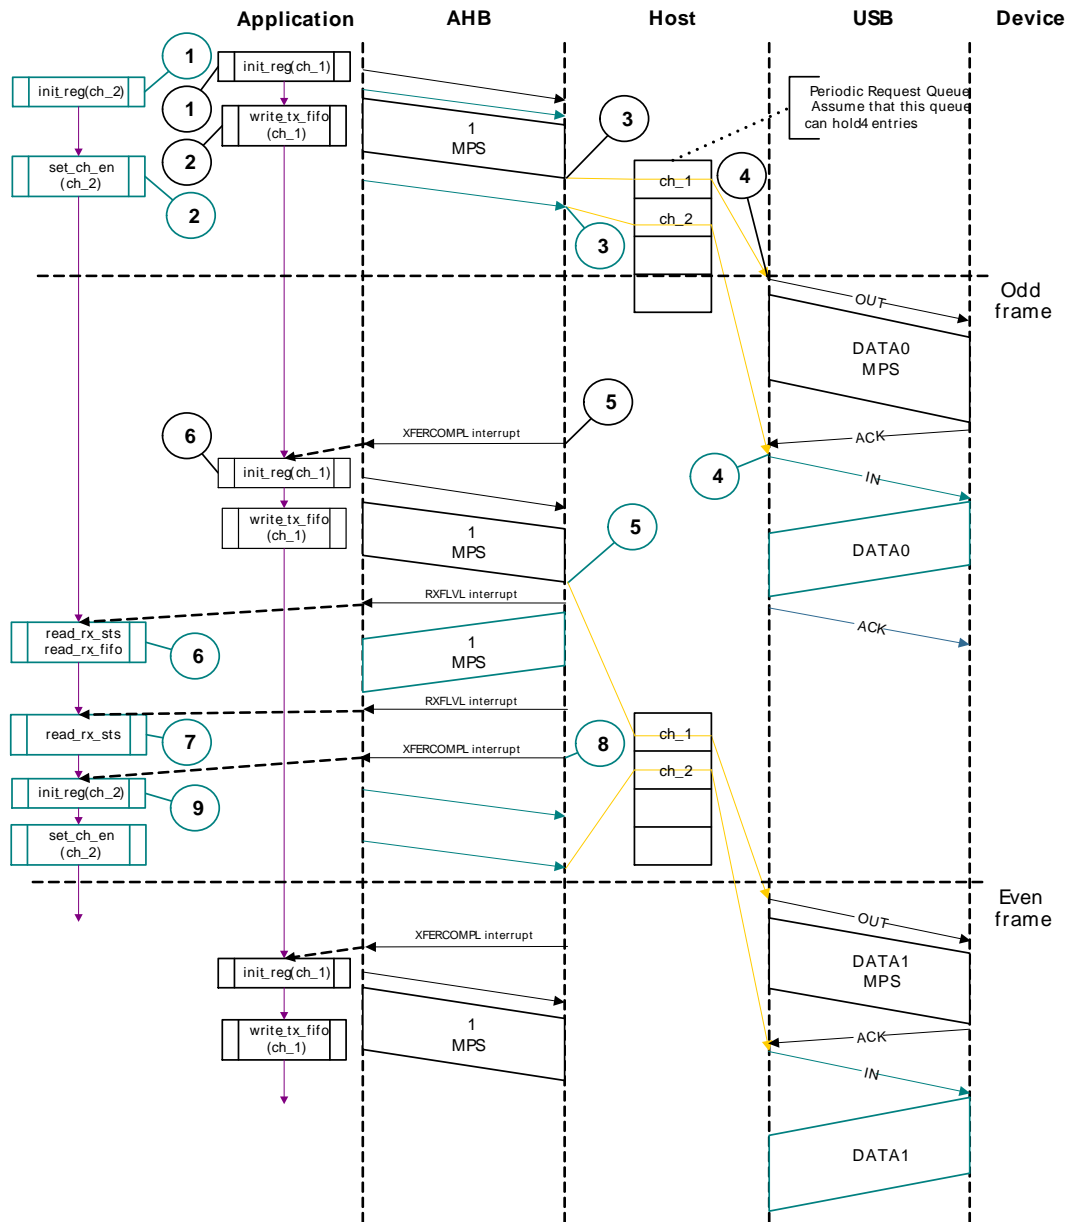 Application AHB Host USB Device
1
init_reg(ch_1)
init_reg(ch_2)
Periodic Request Queue
Assume that this queue
can hold4 entries
1
write_tx_fifo
(ch_1)
3
1
MPS
2
set_ch_en
(ch_2)
4
ch_1
2
ch_2
3
Odd
frame
OUT
DATA0
MPS
5
6
XFERCOMPL interrupt
ACK
init_reg(ch_1)
4
IN
write_tx_fifo
(ch_1)
1
MPS
5
DATA0
RXFLVL interrupt
read_rx_sts
read_rx_fifo
6
1
MPS
ACK
RXFLVL interrupt
read_rx_sts
7
ch_1
8
XFERCOMPL interrupt
ch_2
init_reg(ch_2)
9
set_ch_en
(ch_2)
Even
frame
OUT
XFERCOMPL interrupt
init_reg(ch_1)
DATA1
MPS
write_tx_fifo
(ch_1)
1
MPS
ACK
IN
DATA1